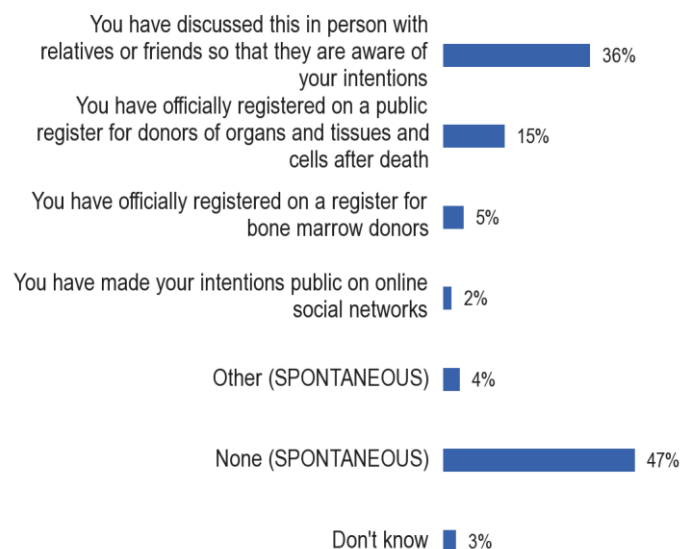 You have discussed this in person with
relatives or friends so that they are aware of
your intentions
36%
You have officially registered on a public
register for donors of organs and tissues and
cells after death
15%
You have officially registered on a register for
bone marrow donors
5%
You have made your intentions public on online
social networks
2%
Other (SPONTANEOUS)
4%
None (SPONTANEOUS)
47%
Don't know
3%